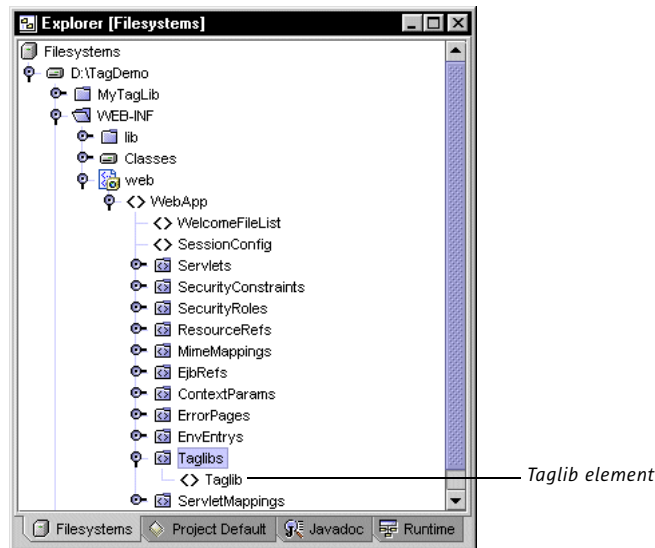 Explorer [Filesystems]
Filesystems
D:\TagDemo
MyTagLib
WEB-INF
lib
Classes
web
<> WebApp
<> WelcomeFileList
<> SessionConfig
Servlets
SecurityConstraints
SecurityRoles
ResourceRefs
MimeMappings
EjbRefs
ContextParams
ErrorPages
EnvEntrys
Taglibs
<> Taglib
Taglib element
ServletMappings
Filesystems Project Default Javadoc Runtime